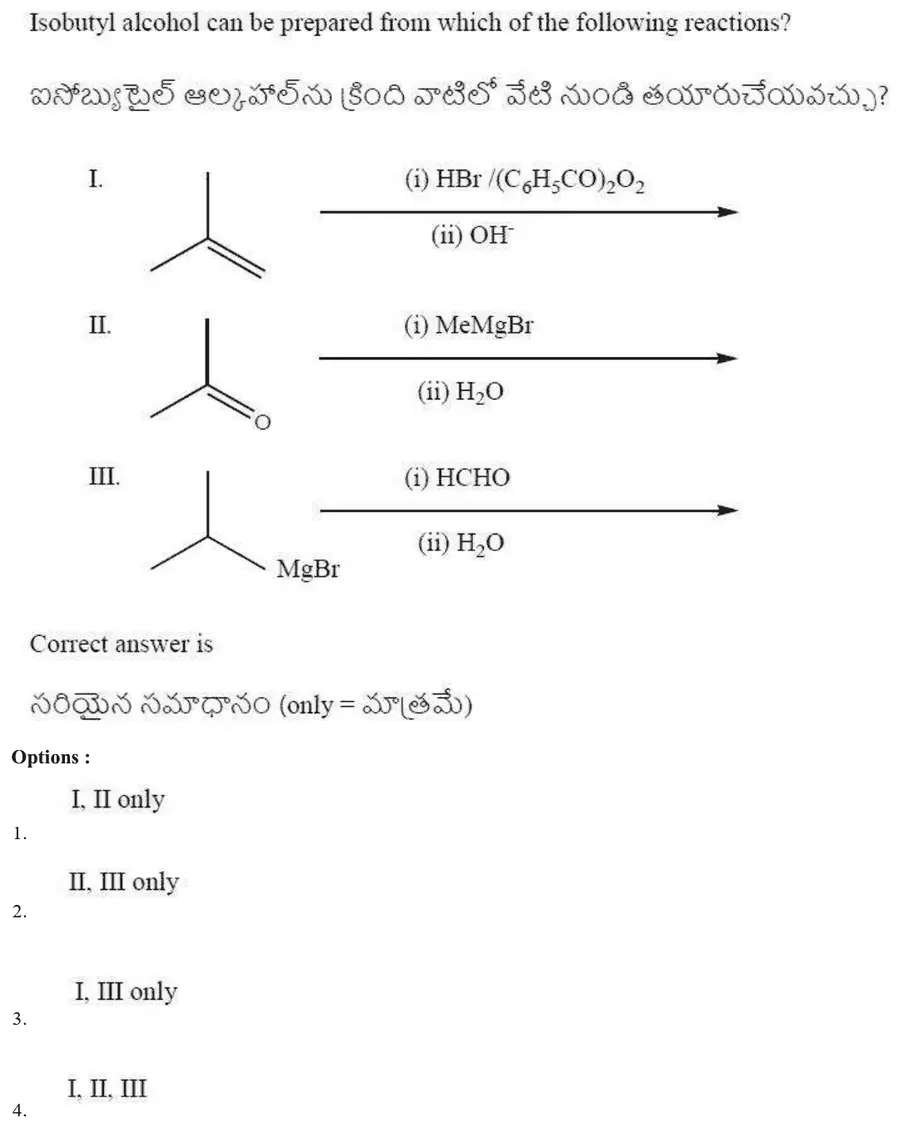 Isobutyl alcohol can be prepared from which of the following reactions?
ఐసోబ్యుటైల్ ఆల్కహాల్‌ను క్రింది వాటిలో వేటి నుండి తయారుచేయవచ్చు?
I.
(i) HBr /(C₆H₅CO)₂O₂
(ii) OH⁻
II.
(i) MeMgBr
(ii) H₂O
O
III.
(i) HCHO
(ii) H₂O
MgBr
Correct answer is
సరియైన సమాధానం (only = మాత్రమే)
Options :
I, II only
1.
II, III only
2.
I, III only
3.
I, II, III
4.